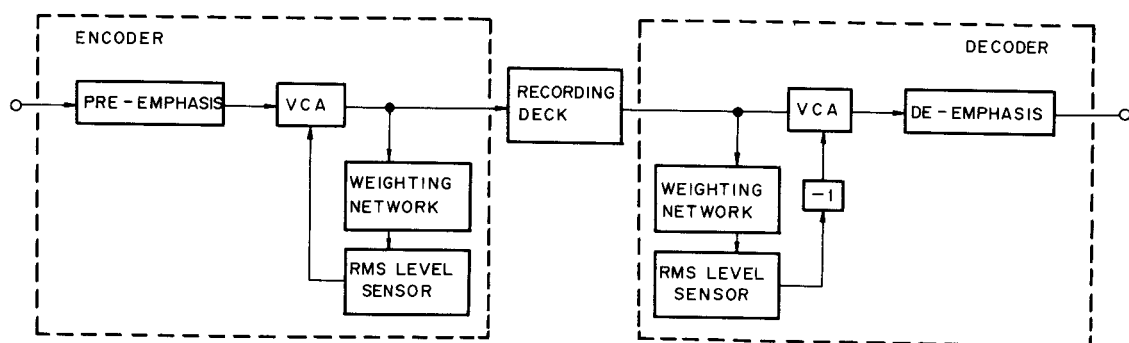 ENCODER
DECODER
PRE-EMPHASIS
VCA
RECORDING
DECK
VCA
DE-EMPHASIS
WEIGHTING
NETWORK
RMS LEVEL
SENSOR
WEIGHTING
NETWORK
-1
RMS LEVEL
SENSOR